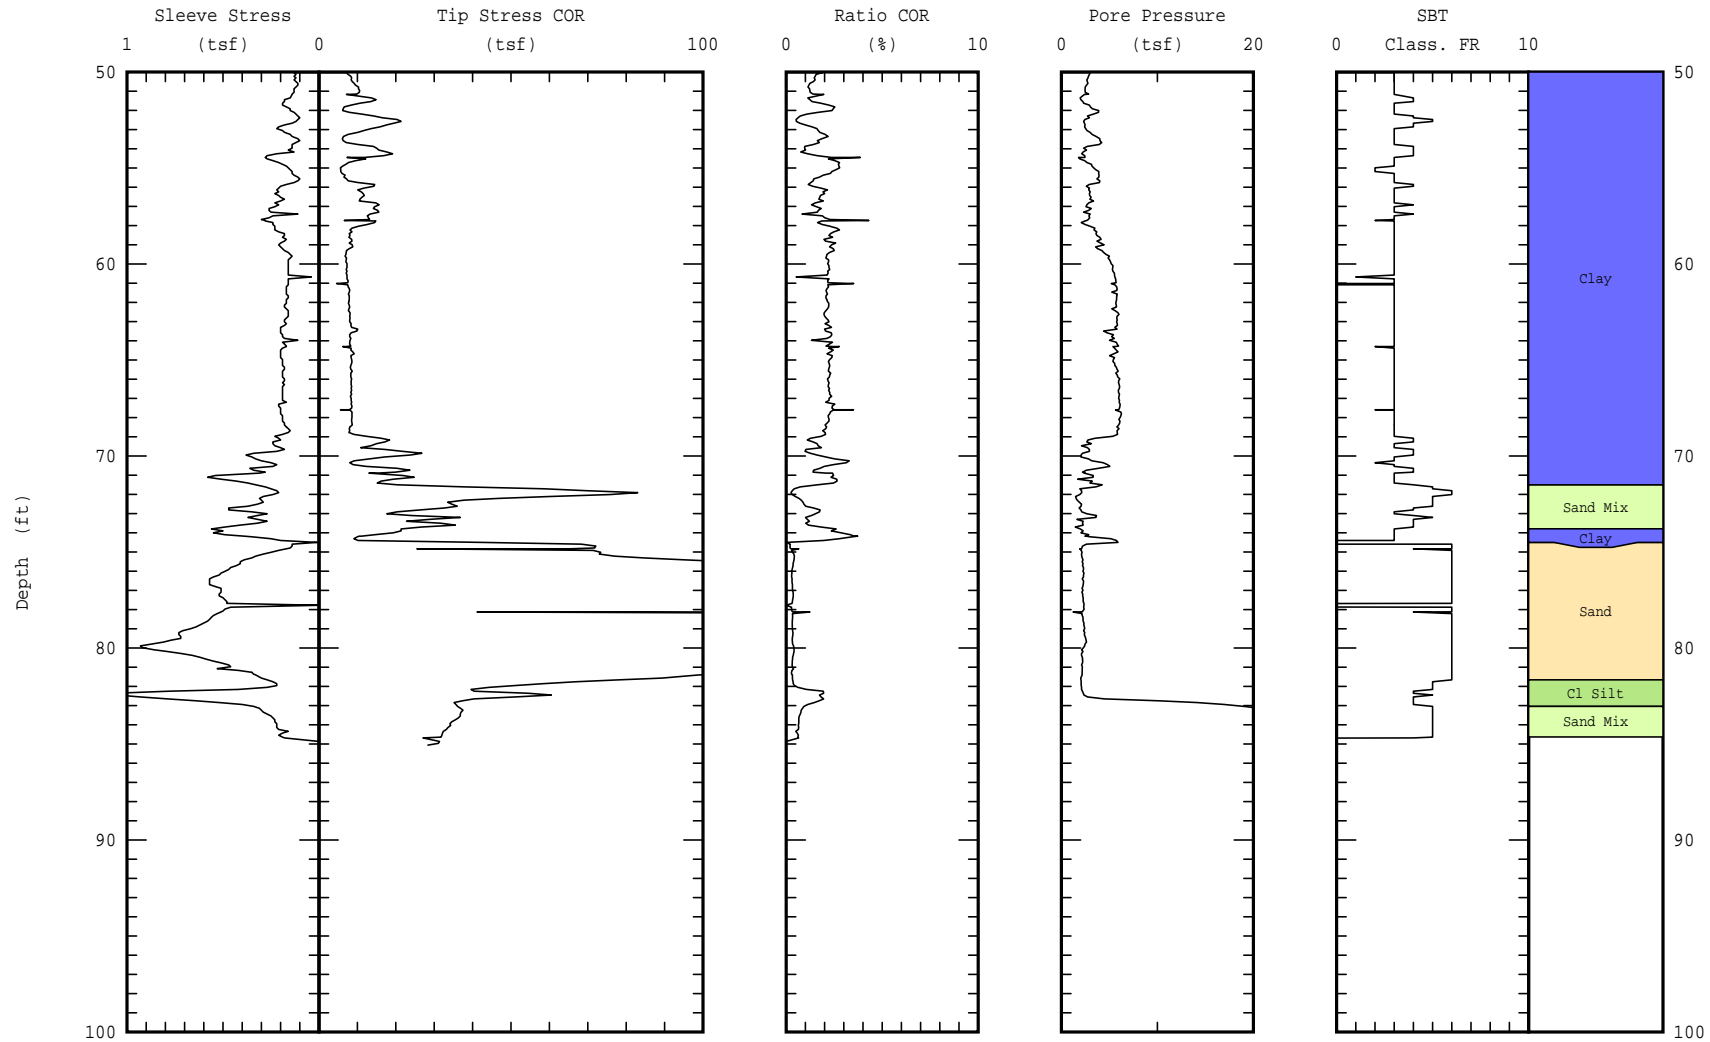 Sleeve Stress Tip Stress COR Ratio COR Pore Pressure SBT
1 (tsf) 0 (tsf) 100 0 (%) 10 0 (tsf) 20 0 Class. FR 10
50 50
60 Clay 60
70 70
Sand Mix
Clay
Depth (ft)
Sand
80 80
Cl Silt
Sand Mix
90 90
100 100